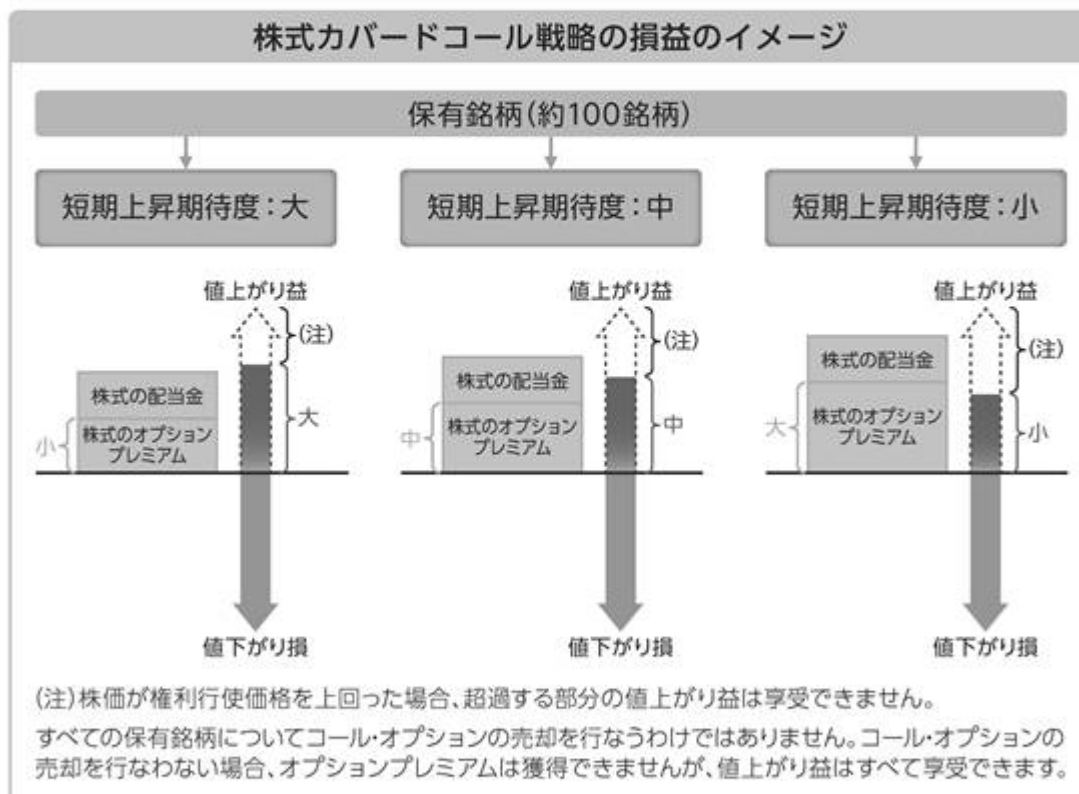 株式カバードコール戦略の損益のイメージ
保有銘柄(約100銘柄)
短期上昇期待度:大
値上がり益
(注)
株式の配当金
株式のオプション
プレミアム
小
大
値下がり損
短期上昇期待度:中
値上がり益
(注)
株式の配当金
株式のオプション
プレミアム
中
中
値下がり損
短期上昇期待度:小
値上がり益
(注)
株式の配当金
株式のオプション
プレミアム
大
小
値下がり損
(注)株価が権利行使価格を上回った場合、超過する部分の値上がり益は享受できません。
すべての保有銘柄についてコール・オプションの売却を行なうわけではありません。コール・オプションの
売却を行なわない場合、オプションプレミアムは獲得できませんが、値上がり益はすべて享受できます。